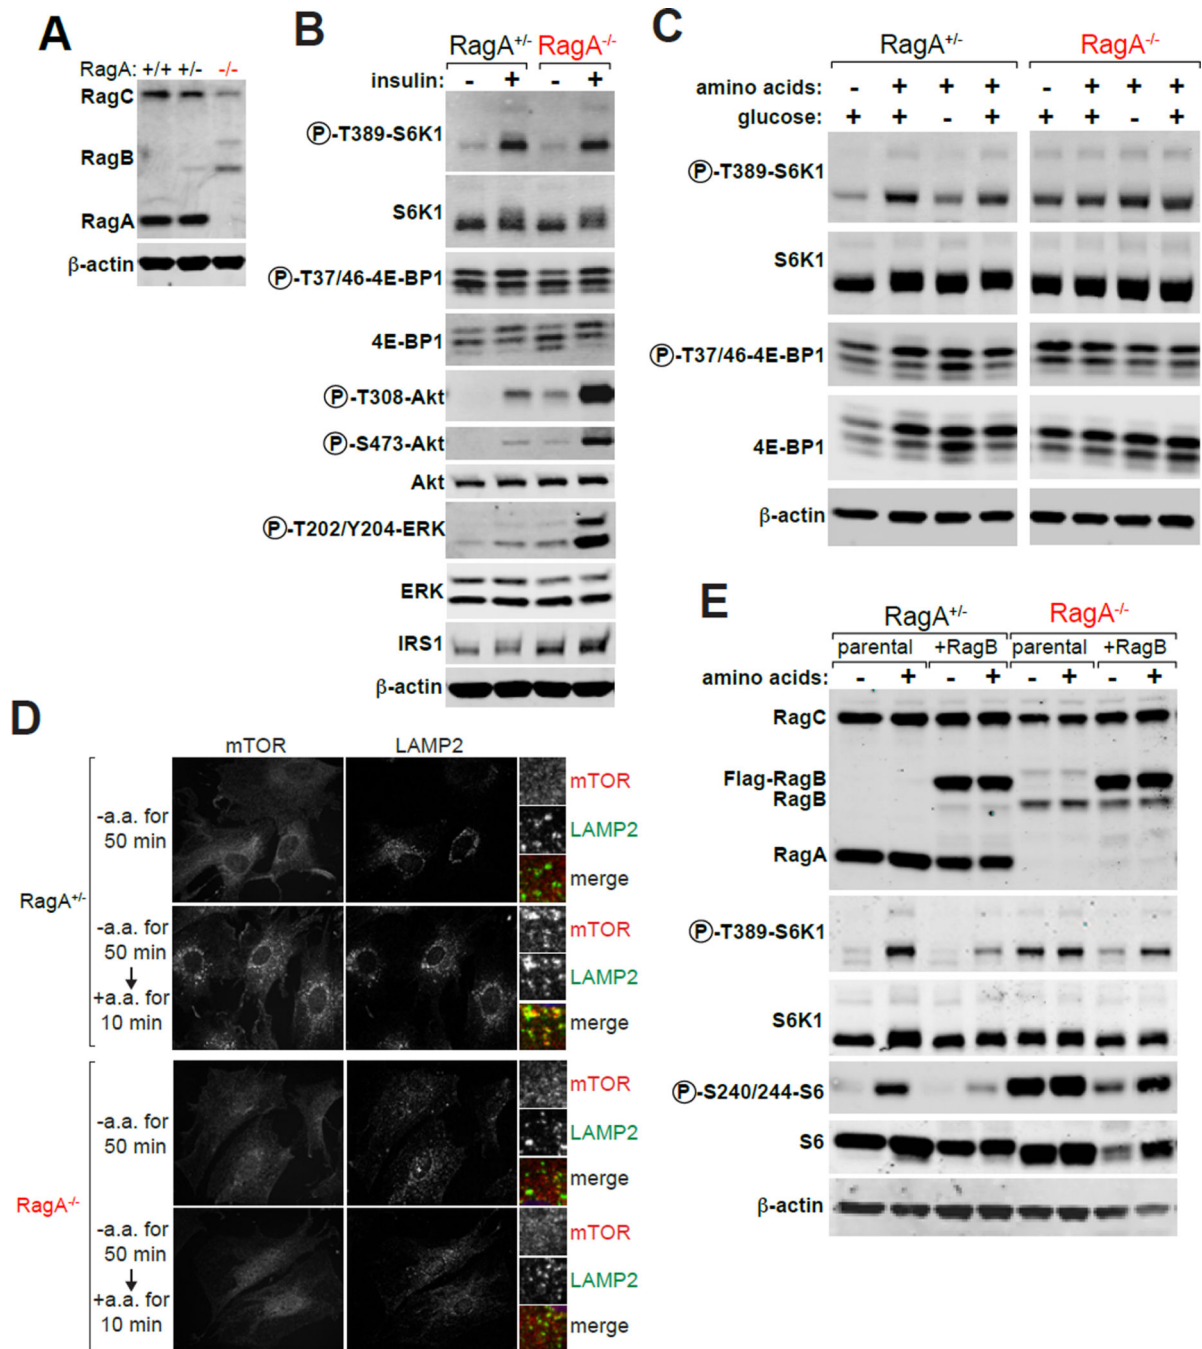 A
RagA: +/+ +/- -/-
RagC
RagB
RagA
β-actin
B
RagA+/- RagA-/-
insulin: - + - +
Ⓟ-T389-S6K1
S6K1
Ⓟ-T37/46-4E-BP1
4E-BP1
Ⓟ-T308-Akt
Ⓟ-S473-Akt
Akt
Ⓟ-T202/Y204-ERK
ERK
IRS1
β-actin
C
RagA+/- RagA-/-
amino acids: - + + + - + + +
glucose: + + - + + + - +
Ⓟ-T389-S6K1
S6K1
Ⓟ-T37/46-4E-BP1
4E-BP1
β-actin
D
mTOR LAMP2
RagA+/-
-a.a. for
50 min
mTOR
LAMP2
merge
-a.a. for
50 min
+a.a. for
10 min
mTOR
LAMP2
merge
RagA-/-
-a.a. for
50 min
mTOR
LAMP2
merge
-a.a. for
50 min
+a.a. for
10 min
mTOR
LAMP2
merge
E
RagA+/- RagA-/-
parental +RagB parental +RagB
amino acids: - + - + - + - +
RagC
Flag-RagB
RagB
RagA
Ⓟ-T389-S6K1
S6K1
Ⓟ-S240/244-S6
S6
β-actin